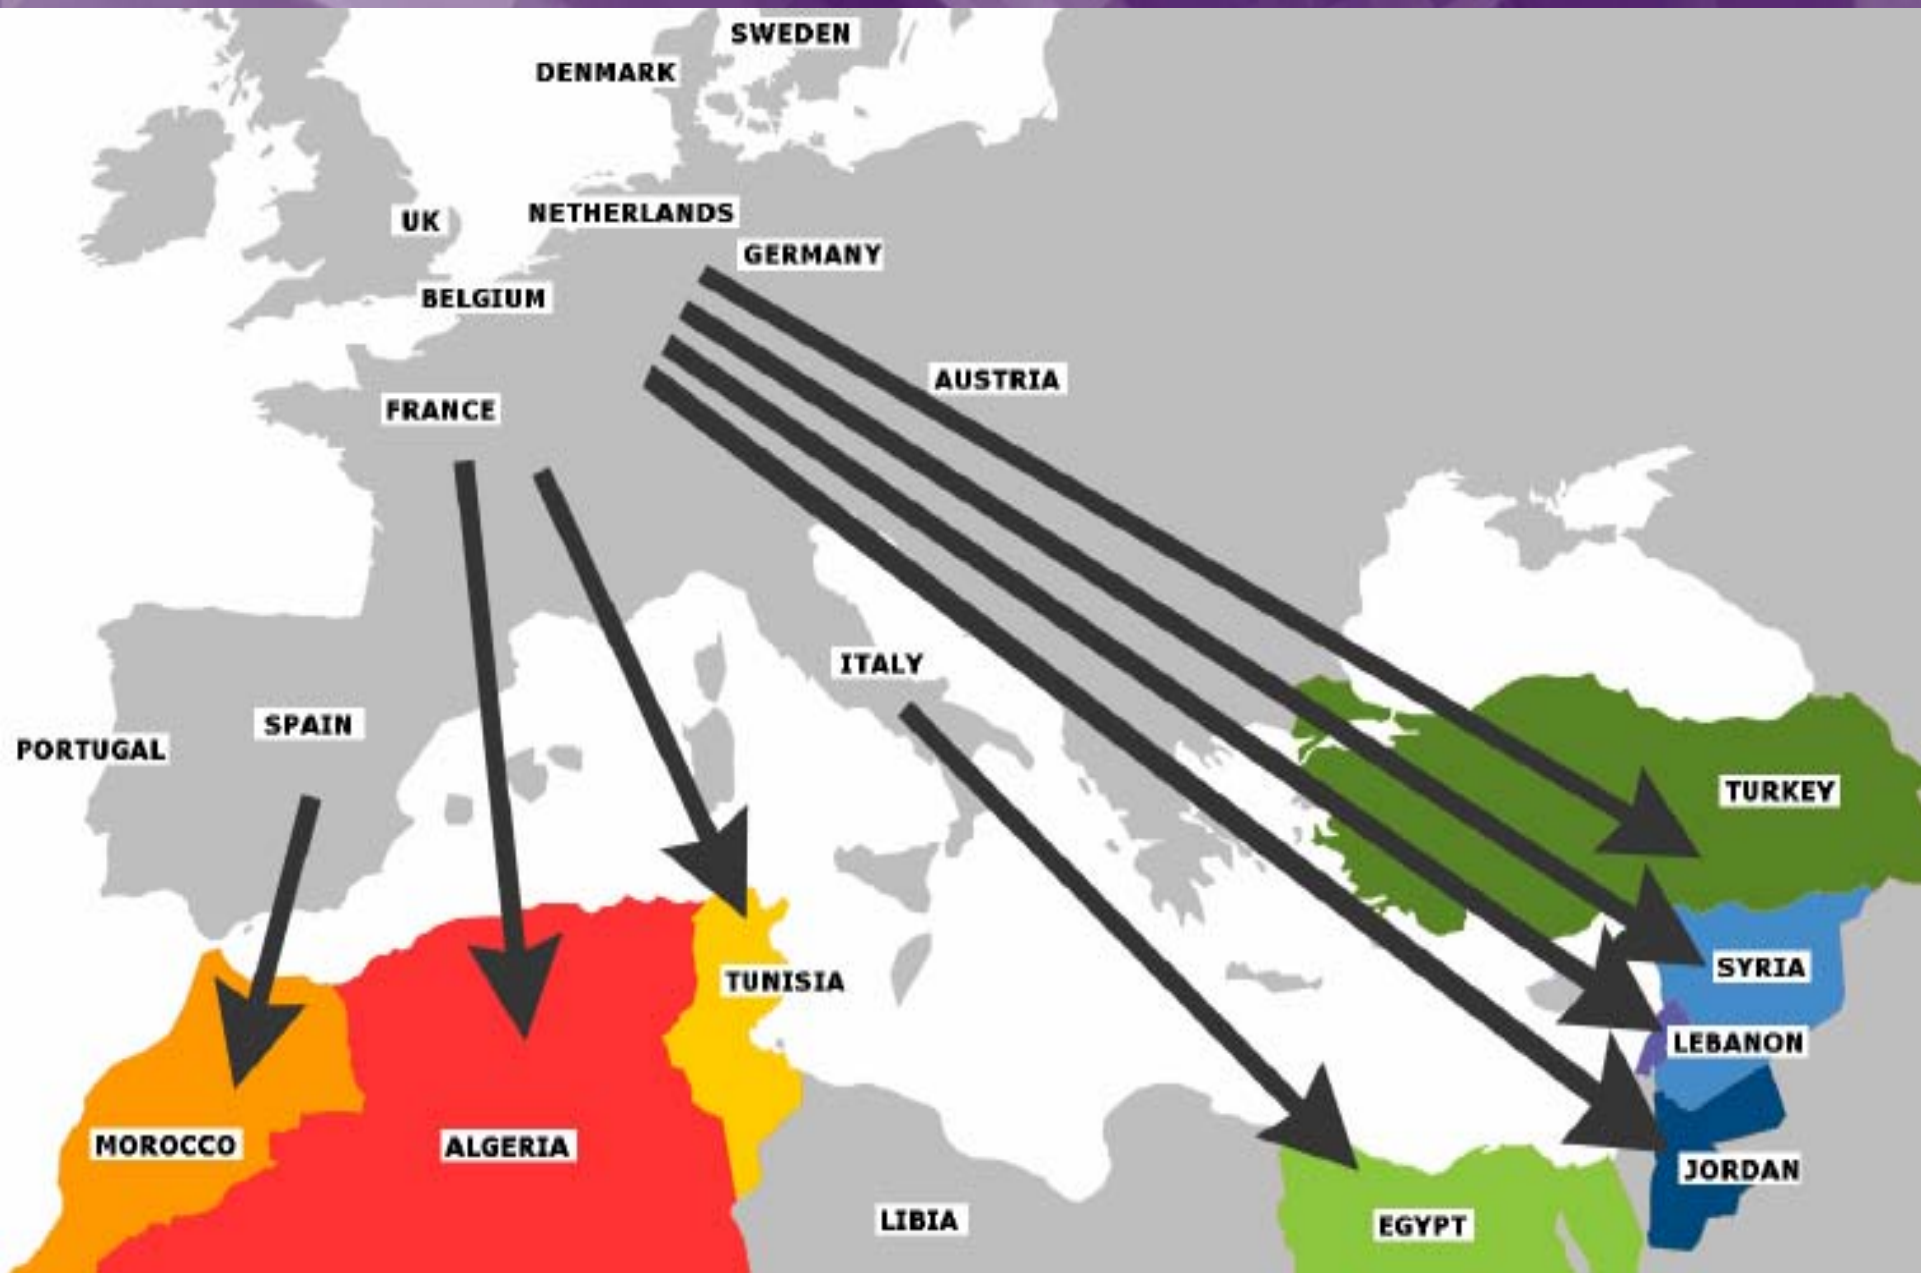 SWEDEN
DENMARK
NETHERLANDS
UK
GERMANY
BELGIUM
AUSTRIA
FRANCE
ITALY
SPAIN
PORTUGAL
TURKEY
SYRIA
TUNISIA
LEBANON
MOROCCO
ALGERIA
JORDAN
LIBIA
EGYPT